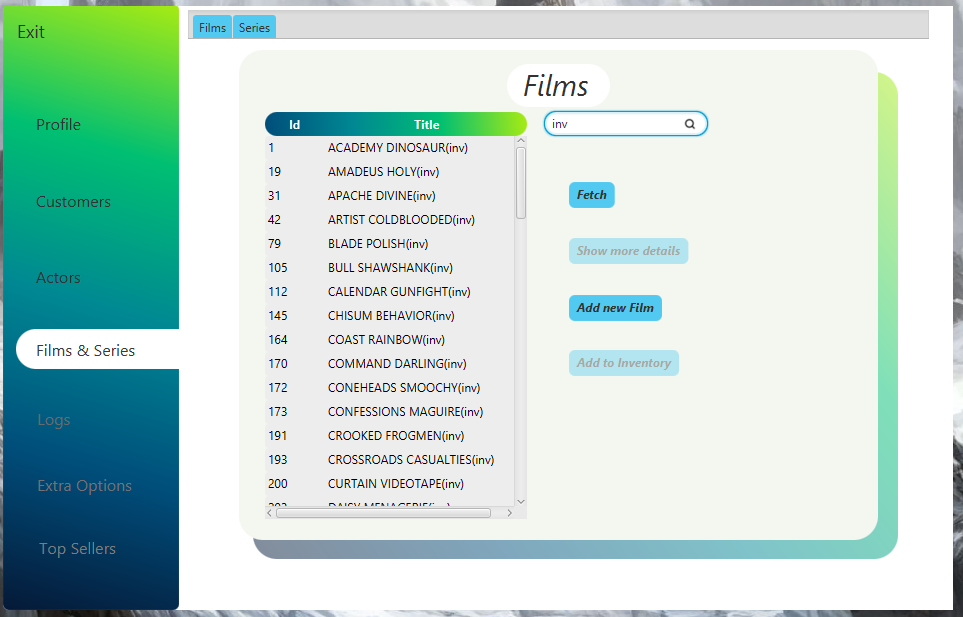 Exit
Profile
Customers
Actors
Films & Series
Logs
Extra Options
Top Sellers
Films Series
Films
Id Title
inv
1 ACADEMY DINOSAUR(inv)
19 AMADEUS HOLY(inv)
31 APACHE DIVINE(inv)
42 ARTIST COLDBLOODED(inv)
79 BLADE POLISH(inv)
105 BULL SHAWSHANK(inv)
112 CALENDAR GUNFIGHT(inv)
145 CHISUM BEHAVIOR(inv)
164 COAST RAINBOW(inv)
170 COMMAND DARLING(inv)
172 CONEHEADS SMOOCHY(inv)
173 CONFESSIONS MAGUIRE(inv)
191 CROOKED FROGMEN(inv)
193 CROSSROADS CASUALTIES(inv)
200 CURTAIN VIDEOTAPE(inv)
Fetch
Show more details
Add new Film
Add to Inventory